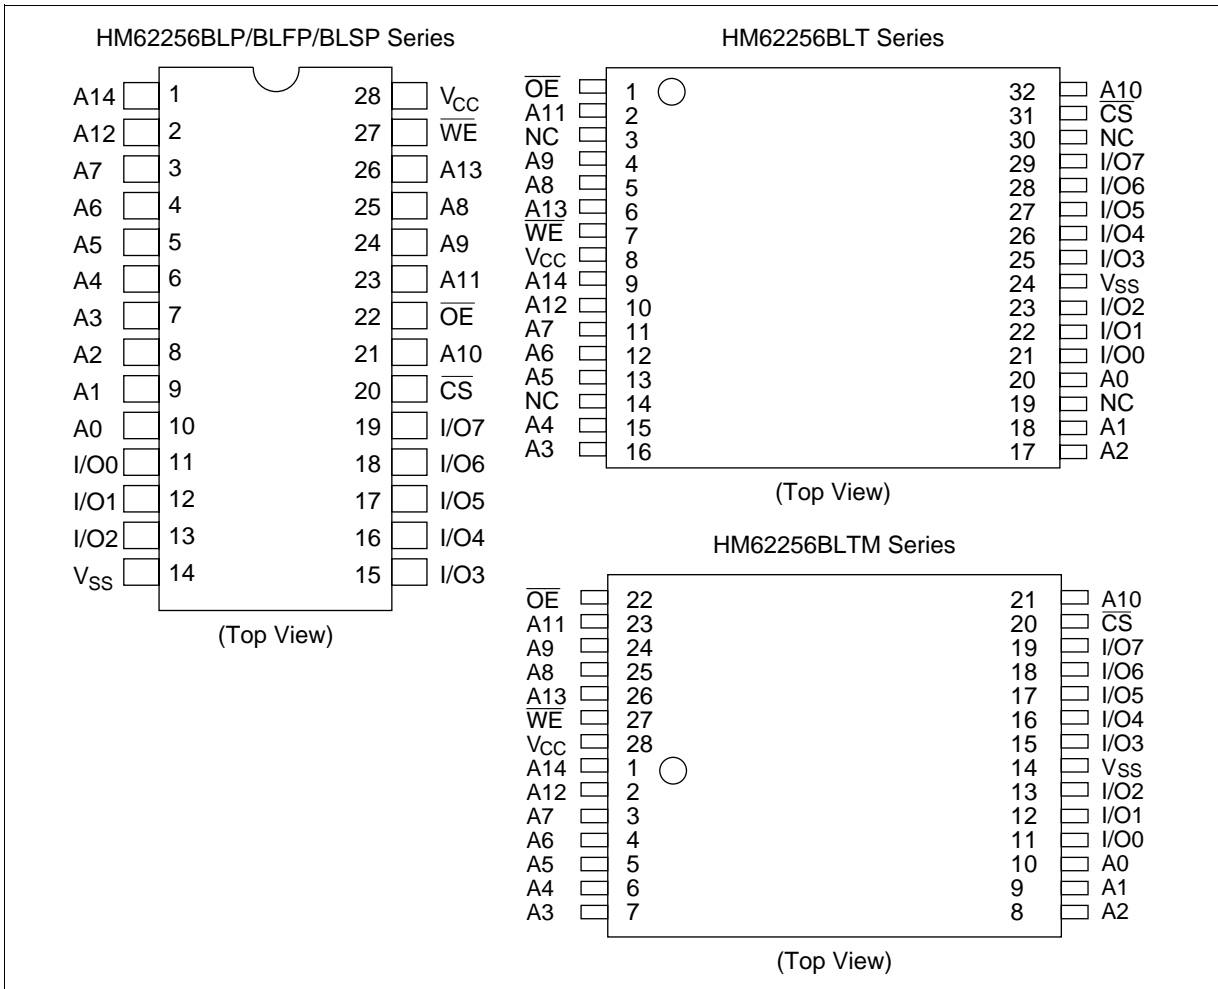 HM62256BLP/BLFP/BLSP Series
A14 1 28 VCC
A12 2 27 W̅E̅
A7 3 26 A13
A6 4 25 A8
A5 5 24 A9
A4 6 23 A11
A3 7 22 O̅E̅
A2 8 21 A10
A1 9 20 C̅S̅
A0 10 19 I/O7
I/O0 11 18 I/O6
I/O1 12 17 I/O5
I/O2 13 16 I/O4
VSS 14 15 I/O3
(Top View)
HM62256BLT Series
O̅E̅ 1 32 A10
A11 2 31 C̅S̅
NC 3 30 NC
A9 4 29 I/O7
A8 5 28 I/O6
A13 6 27 I/O5
W̅E̅ 7 26 I/O4
VCC 8 25 I/O3
A14 9 24 VSS
A12 10 23 I/O2
A7 11 22 I/O1
A6 12 21 I/O0
A5 13 20 A0
NC 14 19 NC
A4 15 18 A1
A3 16 17 A2
(Top View)
HM62256BLTM Series
O̅E̅ 22 21 A10
A11 23 20 C̅S̅
A9 24 19 I/O7
A8 25 18 I/O6
A13 26 17 I/O5
W̅E̅ 27 16 I/O4
VCC 28 15 I/O3
A14 1 14 VSS
A12 2 13 I/O2
A7 3 12 I/O1
A6 4 11 I/O0
A5 5 10 A0
A4 6 9 A1
A3 7 8 A2
(Top View)